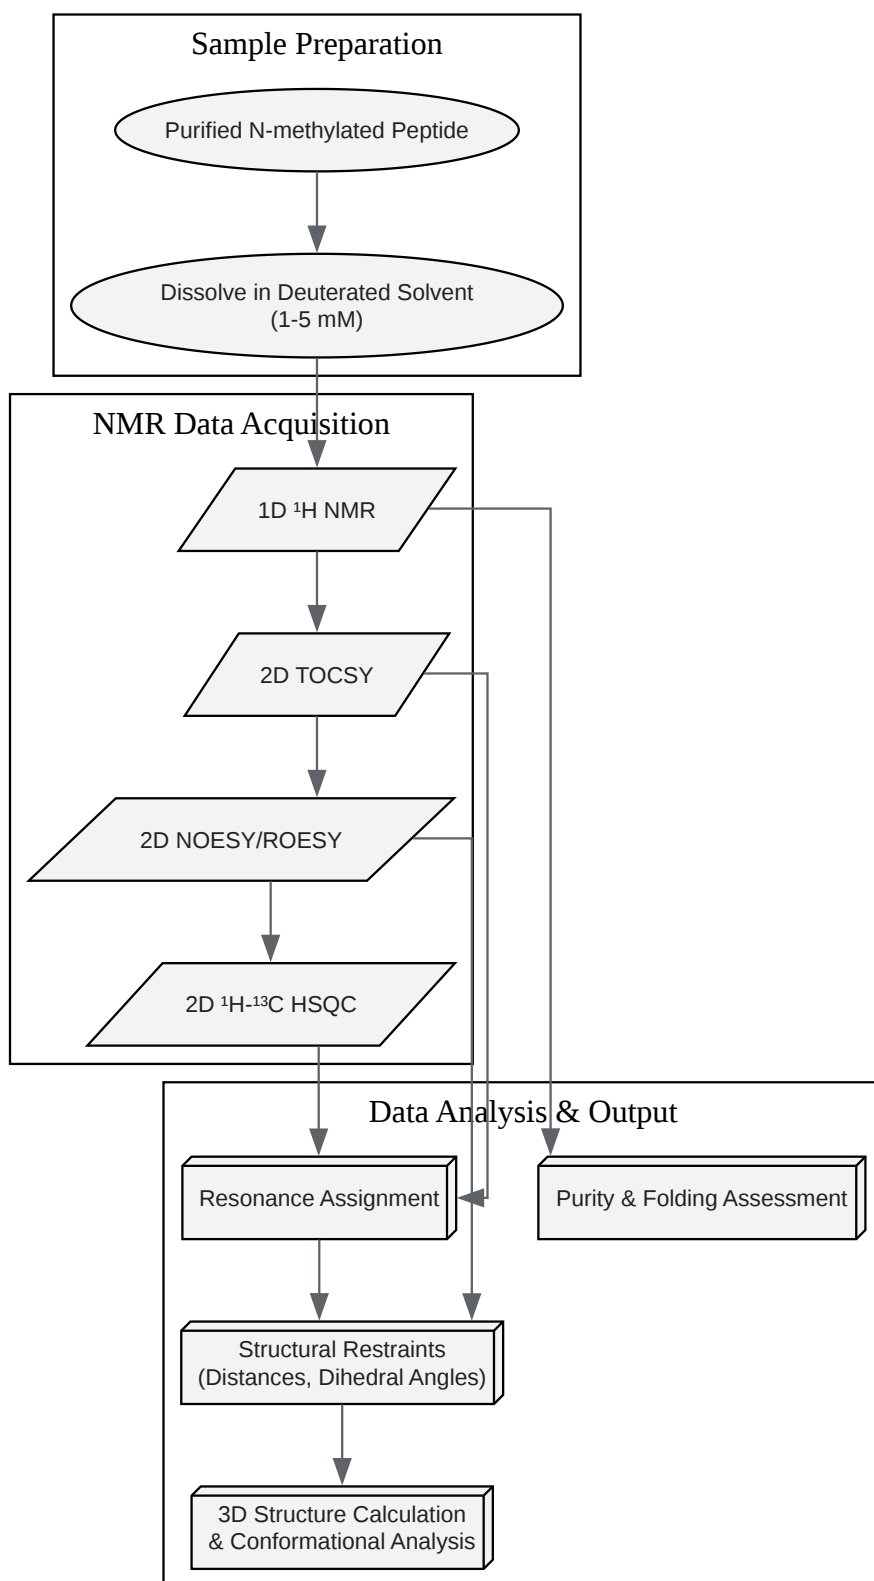 Sample Preparation
Purified N-methylated Peptide
Dissolve in Deuterated Solvent
(1-5 mM)
NMR Data Acquisition
1D ¹H NMR
2D TOCSY
2D NOESY/ROESY
2D ¹H-¹³C HSQC
Data Analysis & Output
Resonance Assignment
Purity & Folding Assessment
Structural Restraints
(Distances, Dihedral Angles)
3D Structure Calculation
& Conformational Analysis